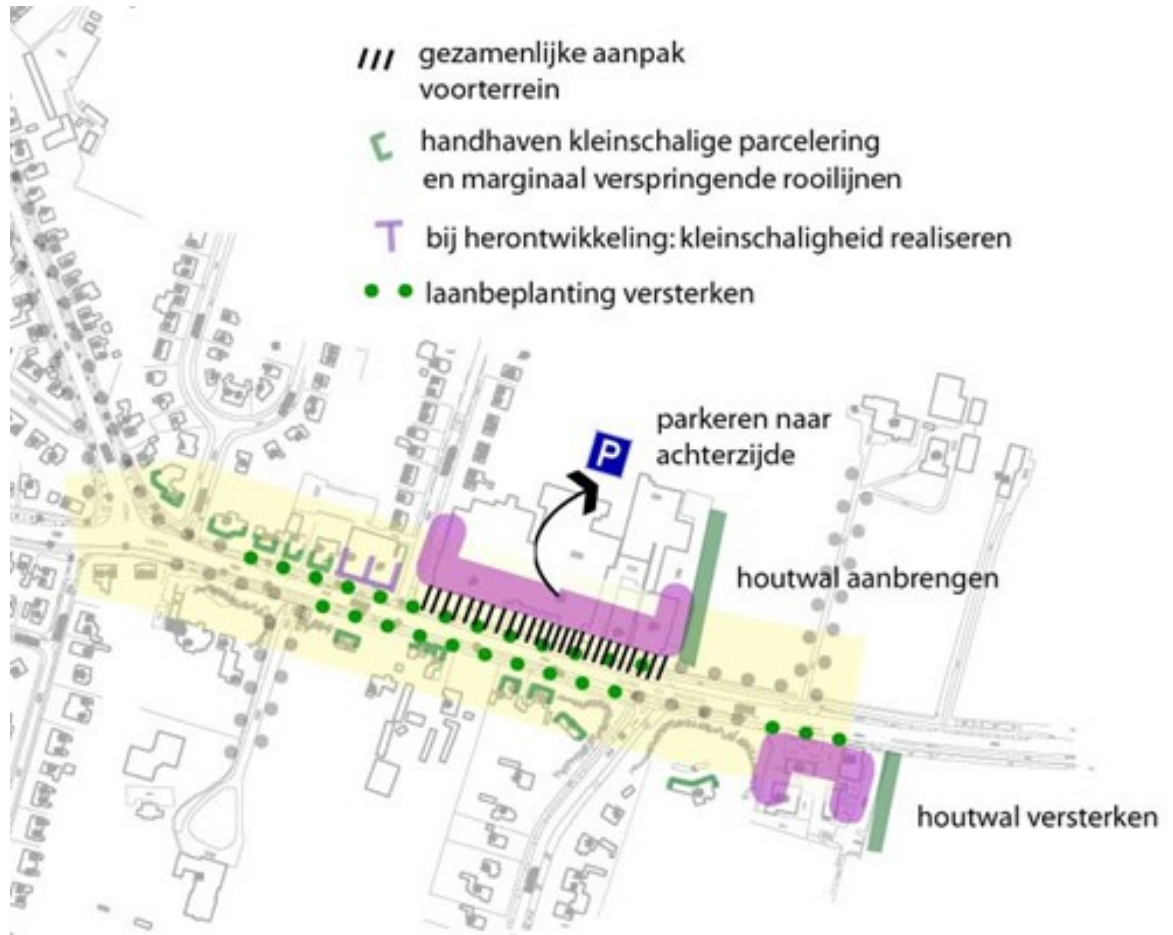 gezamenlijke aanpak
voorterrein
handhaven kleinschalige parcelering
en marginaal verspringende rooilijnen
bij herontwikkeling: kleinschaligheid realiseren
laanbeplanting versterken
parkeren naar
achterzijde
P
houtwal aanbrengen
houtwal versterken